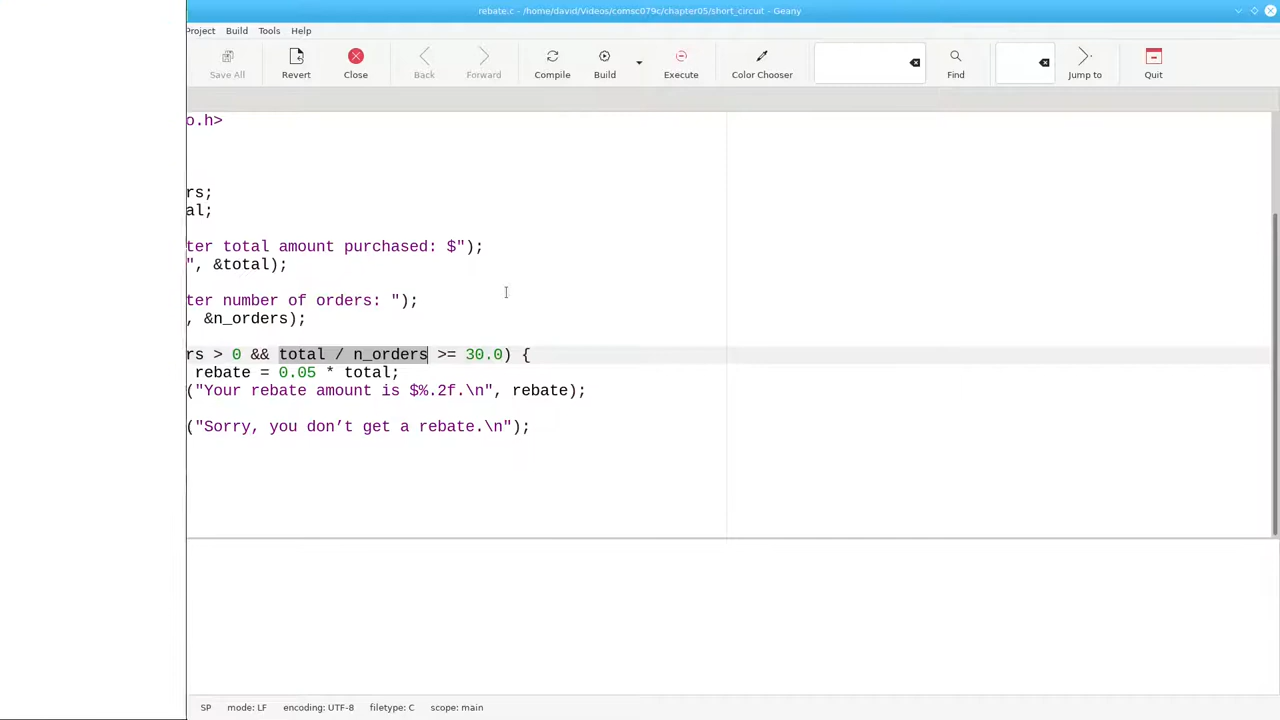 rebate.c - /home/david/Videos/comsc079c/chapter05/short_circuit - Geany
Project Build Tools Help
Save All Revert Close Back Forward Compile Build Execute Color Chooser Find Jump to Quit
o.h>
rs;
al;
ter total amount purchased: $");
", &total);
ter number of orders: ");
, &n_orders);
rs > 0 && total / n_orders >= 30.0) {
rebate = 0.05 * total;
("Your rebate amount is $%.2f.\n", rebate);
("Sorry, you don’t get a rebate.\n");
SP mode: LF encoding: UTF-8 filetype: C scope: main